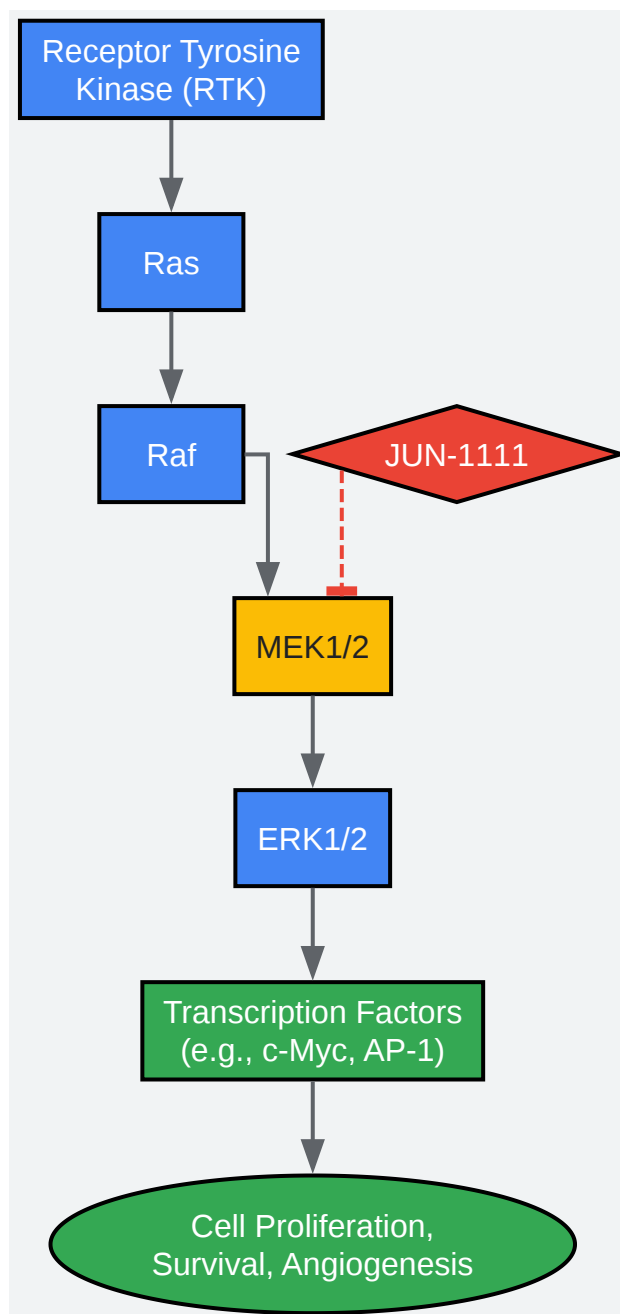 Receptor Tyrosine
Kinase (RTK)
Ras
Raf
JUN-1111
MEK1/2
ERK1/2
Transcription Factors
(e.g., c-Myc, AP-1)
Cell Proliferation,
Survival, Angiogenesis